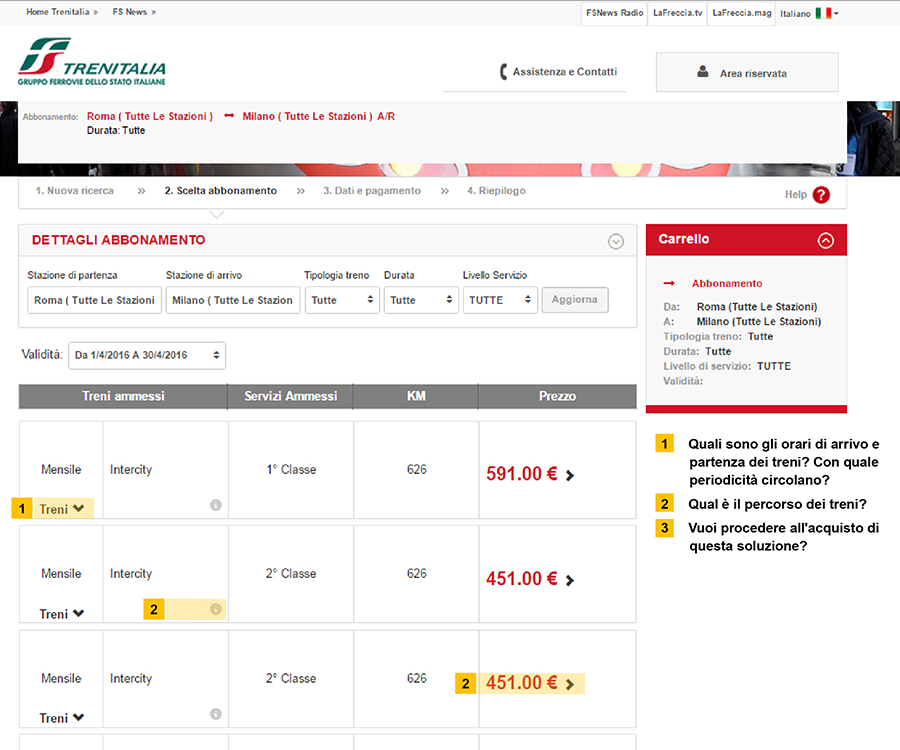 Home Trenitalia » FS News »
FSNews Radio LaFreccia.tv LaFreccia.mag Italiano
TRENITALIA
GRUPPO FERROVIE DELLO STATO ITALIANE
Assistenza e Contatti
Area riservata
Abbonamento: Roma ( Tutte Le Stazioni ) Milano ( Tutte Le Stazioni ) A/R
Durata: Tutte
1. Nuova ricerca » 2. Scelta abbonamento » 3. Dati e pagamento » 4. Riepilogo
Help ?
DETTAGLI ABBONAMENTO
Stazione di partenza Stazione di arrivo Tipologia treno Durata Livello Servizio
Roma ( Tutte Le Stazioni Milano ( Tutte Le Stazion Tutte Tutte TUTTE Aggiorna
Validità: Da 1/4/2016 A 30/4/2016
Treni ammessi Servizi Ammessi KM Prezzo
Mensile Intercity 1° Classe 626 591.00 €
1 Treni
Mensile Intercity 2° Classe 626 451.00 €
Treni 2
Mensile Intercity 2° Classe 626 2 451.00 €
Treni
Carrello
Abbonamento
Da: Roma (Tutte Le Stazioni)
A: Milano (Tutte Le Stazioni)
Tipologia treno: Tutte
Durata: Tutte
Livello di servizio: TUTTE
Validità:
1 Quali sono gli orari di arrivo e
partenza dei treni? Con quale
periodicità circolano?
2 Qual è il percorso dei treni?
3 Vuoi procedere all'acquisto di
questa soluzione?